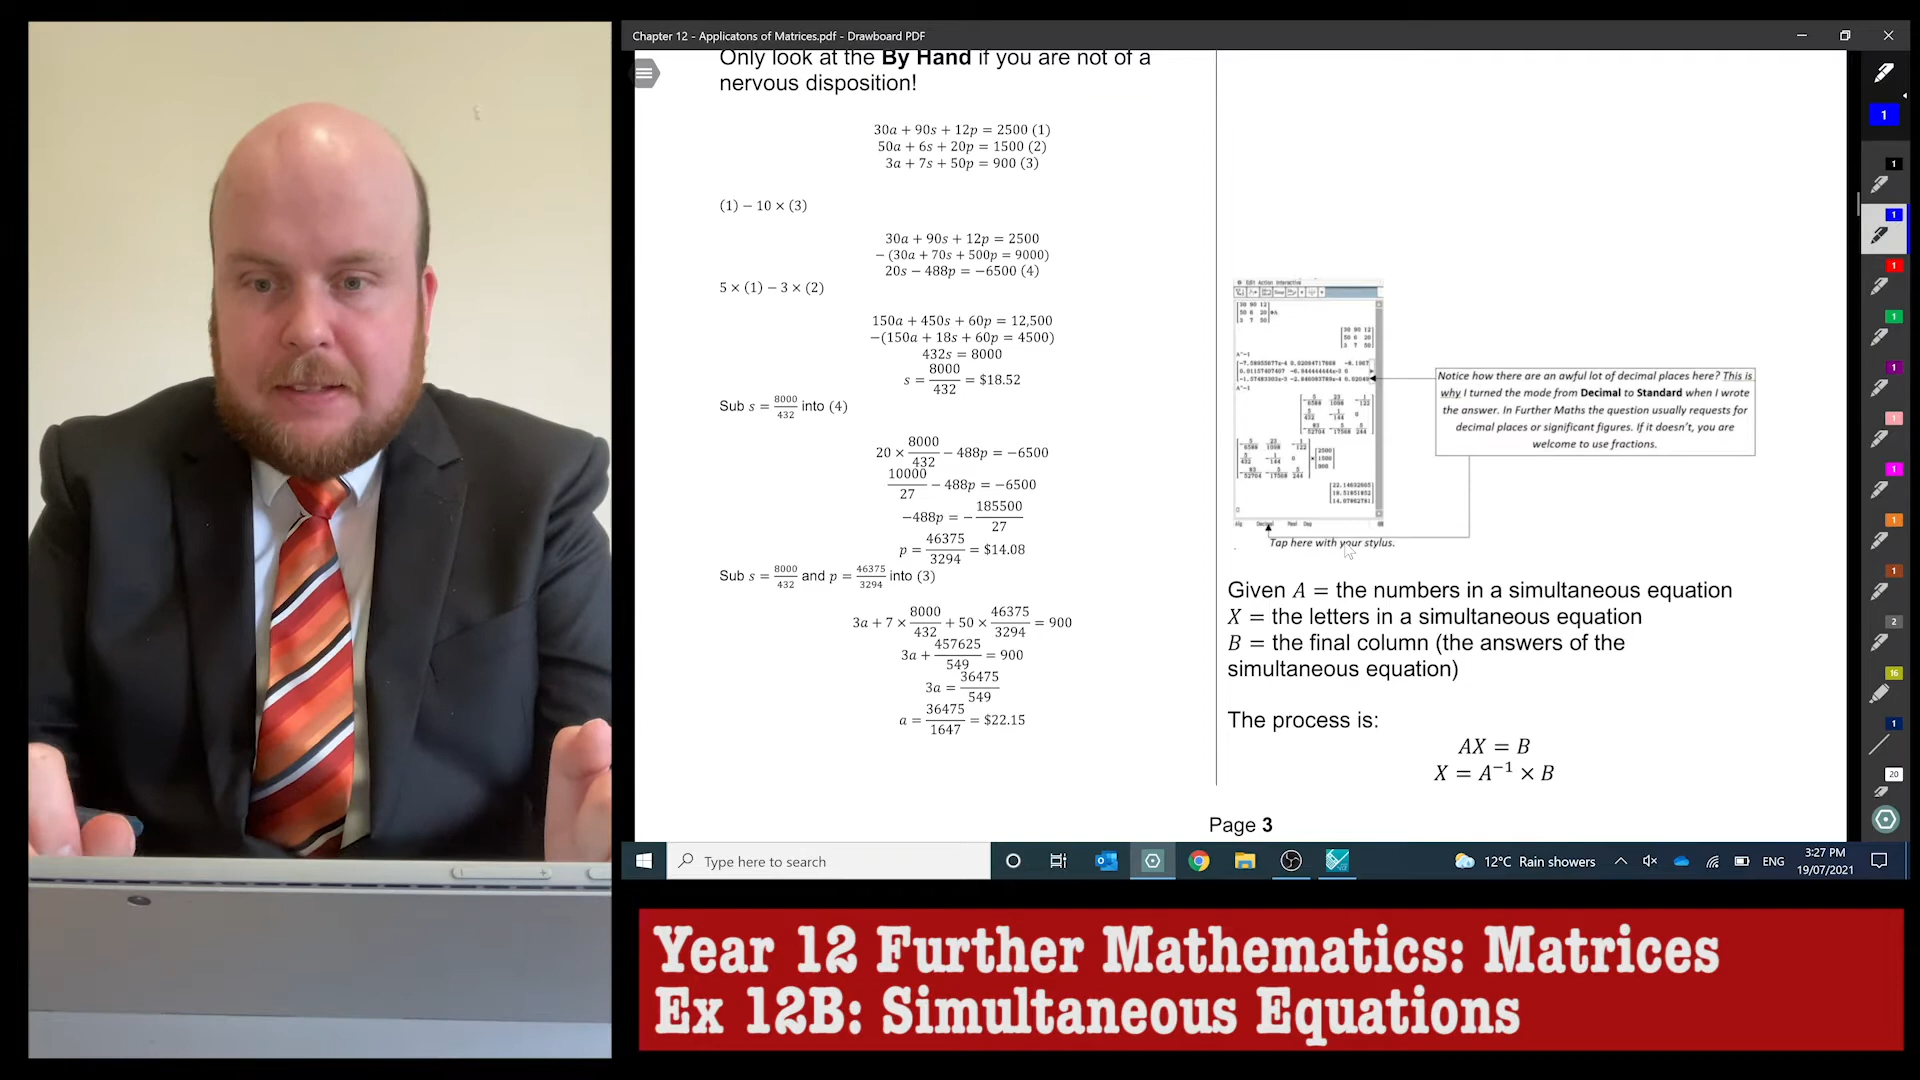 Chapter 12 - Applicatons of Matrices.pdf - Drawboard PDF
Only look at the By Hand if you are not of a
nervous disposition!
30a + 90s + 12p = 2500 (1)
50a + 6s + 20p = 1500 (2)
3a + 7s + 50p = 900 (3)
(1) − 10 × (3)
30a + 90s + 12p = 2500
− (30a + 70s + 500p = 9000)
20s − 488p = −6500 (4)
5 × (1) − 3 × (2)
150a + 450s + 60p = 12,500
−(150a + 18s + 60p = 4500)
432s = 8000
s = 8000/432 = $18.52
Sub s = 8000/432 into (4)
20 × 8000/432 − 488p = −6500
10000/27 − 488p = −6500
−488p = − 185500/27
p = 46375/3294 = $14.08
Sub s = 8000/432 and p = 46375/3294 into (3)
3a + 7 × 8000/432 + 50 × 46375/3294 = 900
3a + 457625/549 = 900
3a = 36475/549
a = 36475/1647 = $22.15
Edit Action Interactive
Notice how there are an awful lot of decimal places here? This is
why I turned the mode from Decimal to Standard when I wrote
the answer. In Further Maths the question usually requests for
decimal places or significant figures. If it doesn't, you are
welcome to use fractions.
Tap here with your stylus.
Given A = the numbers in a simultaneous equation
X = the letters in a simultaneous equation
B = the final column (the answers of the
simultaneous equation)
The process is:
AX = B
X = A⁻¹ × B
Page 3
Type here to search
12°C Rain showers
ENG
3:27 PM
19/07/2021
Year 12 Further Mathematics: Matrices
Ex 12B: Simultaneous Equations